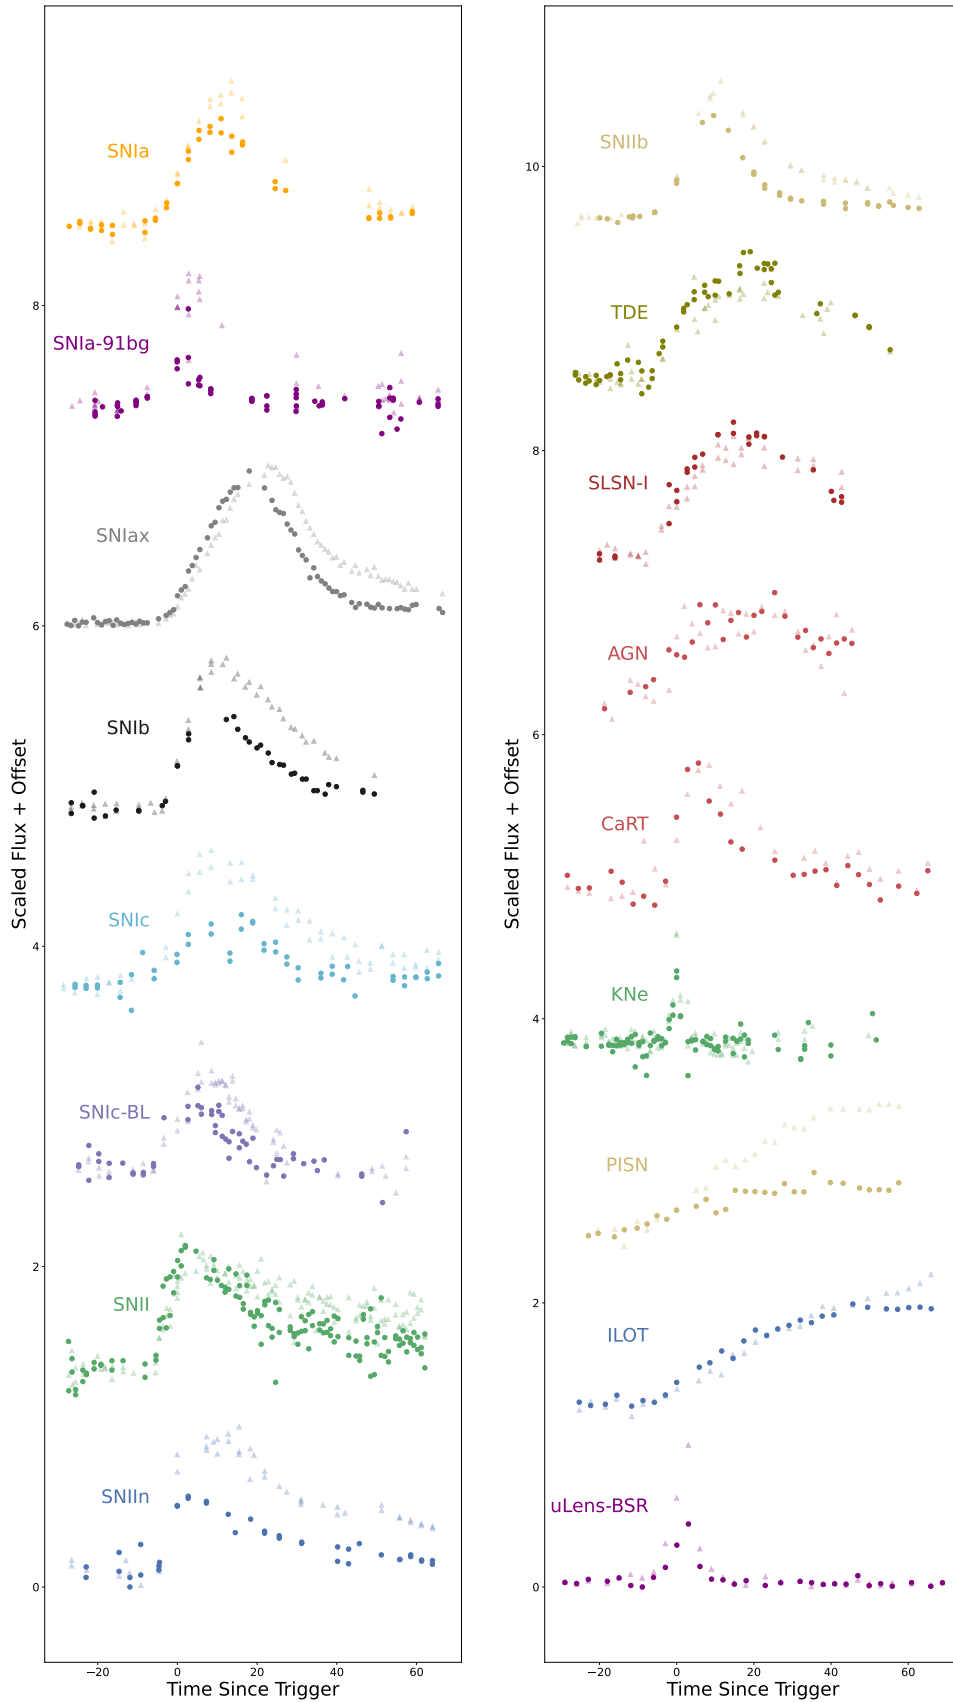 SNIa
SNIa-91bg
SNIax
SNIb
SNIc
SNIc-BL
SNII
SNIIn
Scaled Flux + Offset
8
6
4
2
0
−20 0 20 40 60
Time Since Trigger
SNIIb
TDE
SLSN-I
AGN
CaRT
KNe
PISN
ILOT
uLens-BSR
Scaled Flux + Offset
10
8
6
4
2
0
−20 0 20 40 60
Time Since Trigger